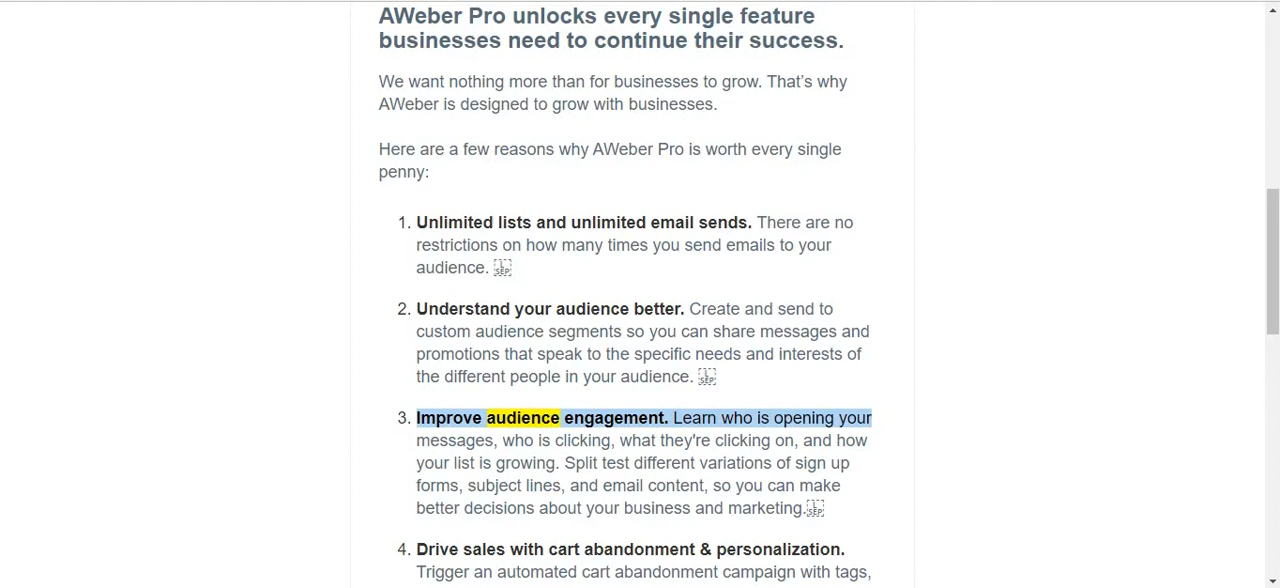 AWeber Pro unlocks every single feature
businesses need to continue their success.
We want nothing more than for businesses to grow. That’s why
AWeber is designed to grow with businesses.
Here are a few reasons why AWeber Pro is worth every single
penny:
1. Unlimited lists and unlimited email sends. There are no
restrictions on how many times you send emails to your
audience. LSEP
2. Understand your audience better. Create and send to
custom audience segments so you can share messages and
promotions that speak to the specific needs and interests of
the different people in your audience. LSEP
3. Improve audience engagement. Learn who is opening your
messages, who is clicking, what they're clicking on, and how
your list is growing. Split test different variations of sign up
forms, subject lines, and email content, so you can make
better decisions about your business and marketing.LSEP
4. Drive sales with cart abandonment & personalization.
Trigger an automated cart abandonment campaign with tags,